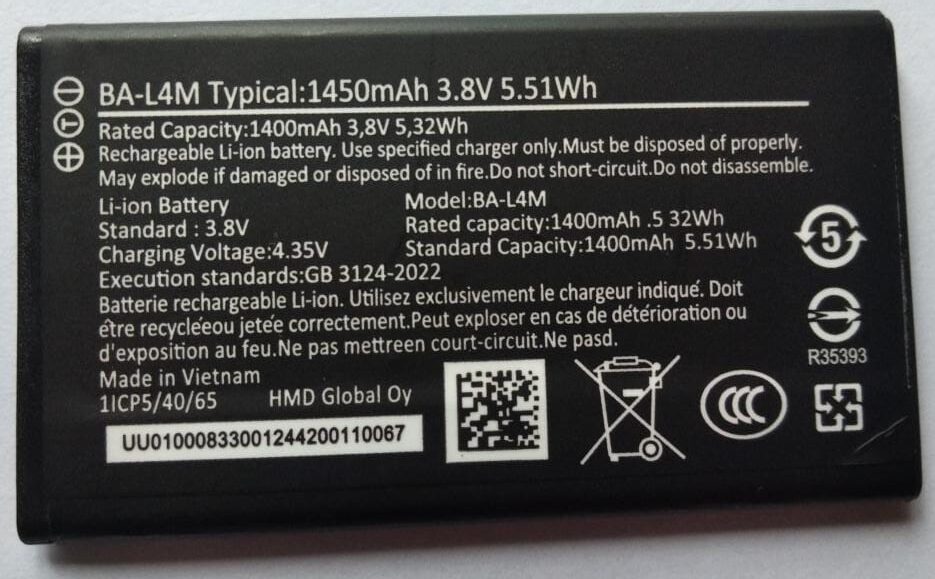 BA-L4M Typical:1450mAh 3.8V 5.51Wh
Rated Capacity:1400mAh 3,8V 5,32Wh
Rechargeable Li-ion battery. Use specified charger only.Must be disposed of properly.
May explode if damaged or disposed of in fire.Do not short-circuit.Do not disassemble.
Li-ion Battery Model:BA-L4M
Standard : 3.8V Rated capacity:1400mAh .5 32Wh
Charging Voltage:4.35V Standard Capacity:1400mAh 5.51Wh
Execution standards:GB 3124-2022
Batterie rechargeable Li-ion. Utilisez exclusivement le chargeur indiqué. Doit
étre recycléeou jetée correctement.Peut exploser en cas de détérioration ou
d'exposition au feu.Ne pas mettreen court-circuit.Ne pasd.
Made in Vietnam
1ICP5/40/65 HMD Global Oy
UU01000833001244200110067
T
5
R35393
CCC